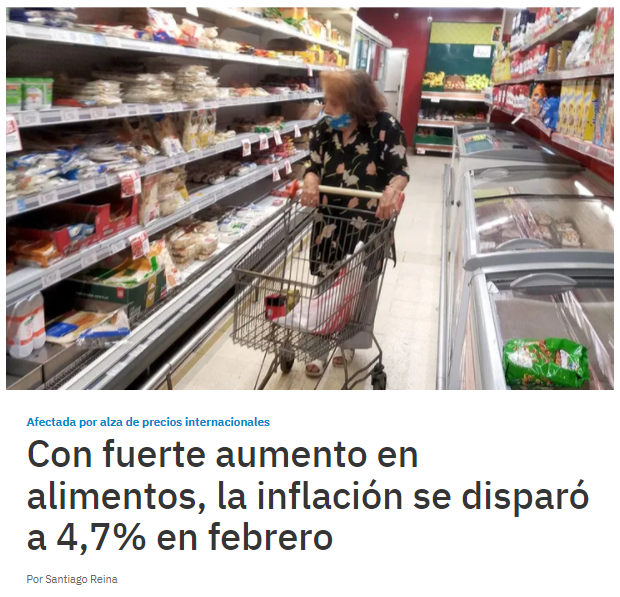 Afectada por alza de precios internacionales
Con fuerte aumento en
alimentos, la inflación se disparó
a 4,7% en febrero
Por Santiago Reina